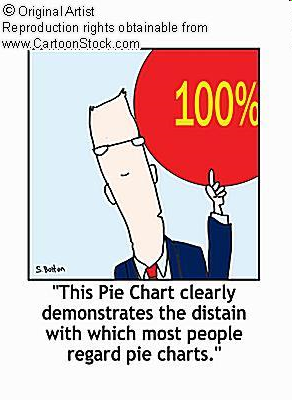 © Original Artist
Reproduction rights obtainable from
www.CartoonStock.com
100%
S. Botton
"This Pie Chart clearly
demonstrates the distain
with which most people
regard pie charts."